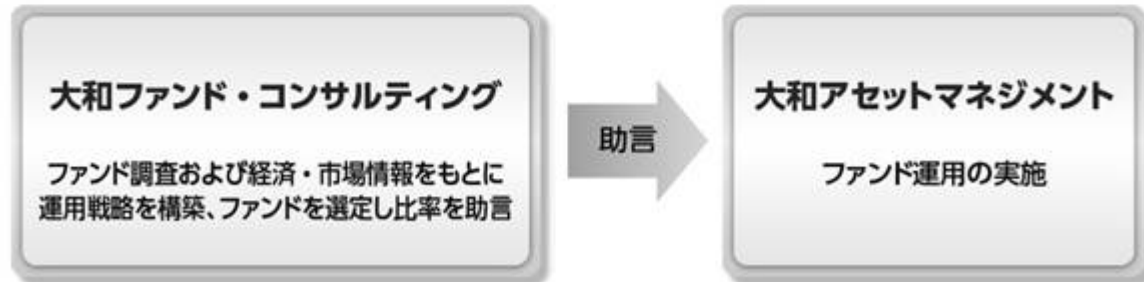 大和ファンド・コンサルティング
ファンド調査および経済・市場情報をもとに
運用戦略を構築、ファンドを選定し比率を助言
助言
大和アセットマネジメント
ファンド運用の実施